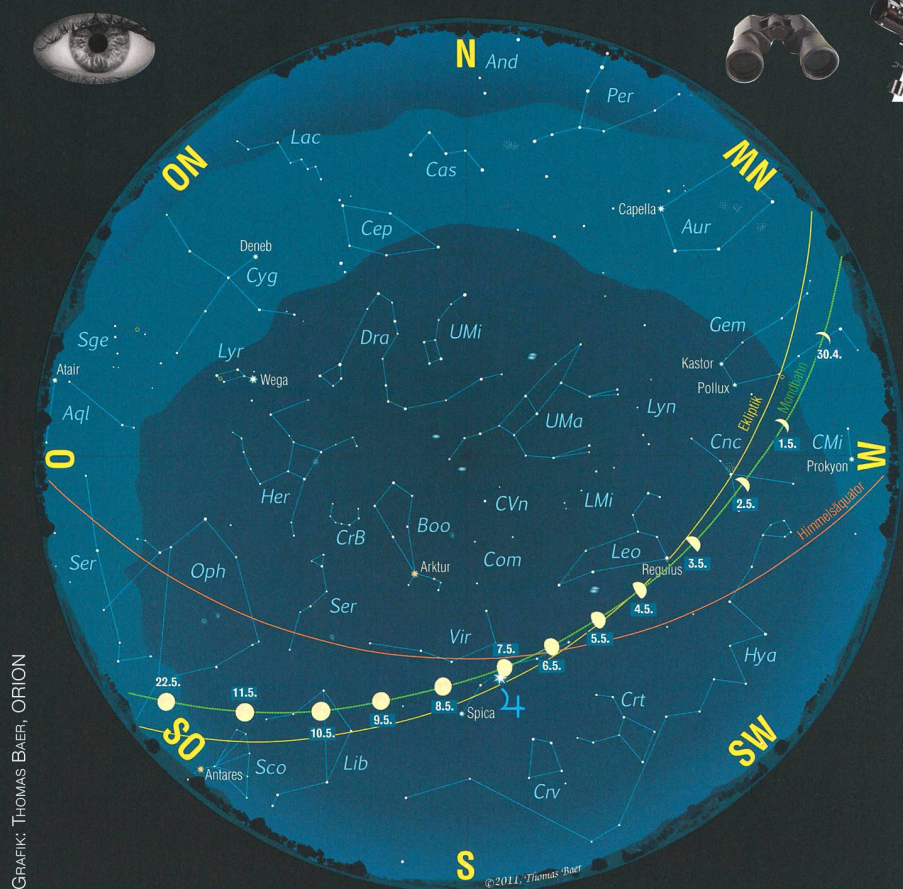 N
And
Per
Lac
NO
NW
Cas
Capella
Cep
Aur
Deneb
Cyg
Sge
Dra
UMi
Gem
30.4.
Lyr
Kastor
Atair
Wega
Pollux
Mondbahn
Aql
UMa
Lyn
Ekliptik
1.5.
Cnc
CMi
O
W
Prokyon
Her
CVn
LMi
2.5.
Himmelsäquator
Boo
CrB
Leo
3.5.
Ser
Oph
Arktur
Com
Regulus
4.5.
Ser
Vir
5.5.
7.5.
6.5.
Hya
22.5.
11.5.
8.5.
Spica
♃
Crt
9.5.
10.5.
SO
SW
Antares
Sco
Lib
Crv
S
©2011, Thomas Baer
Grafik: Thomas Baer, ORION